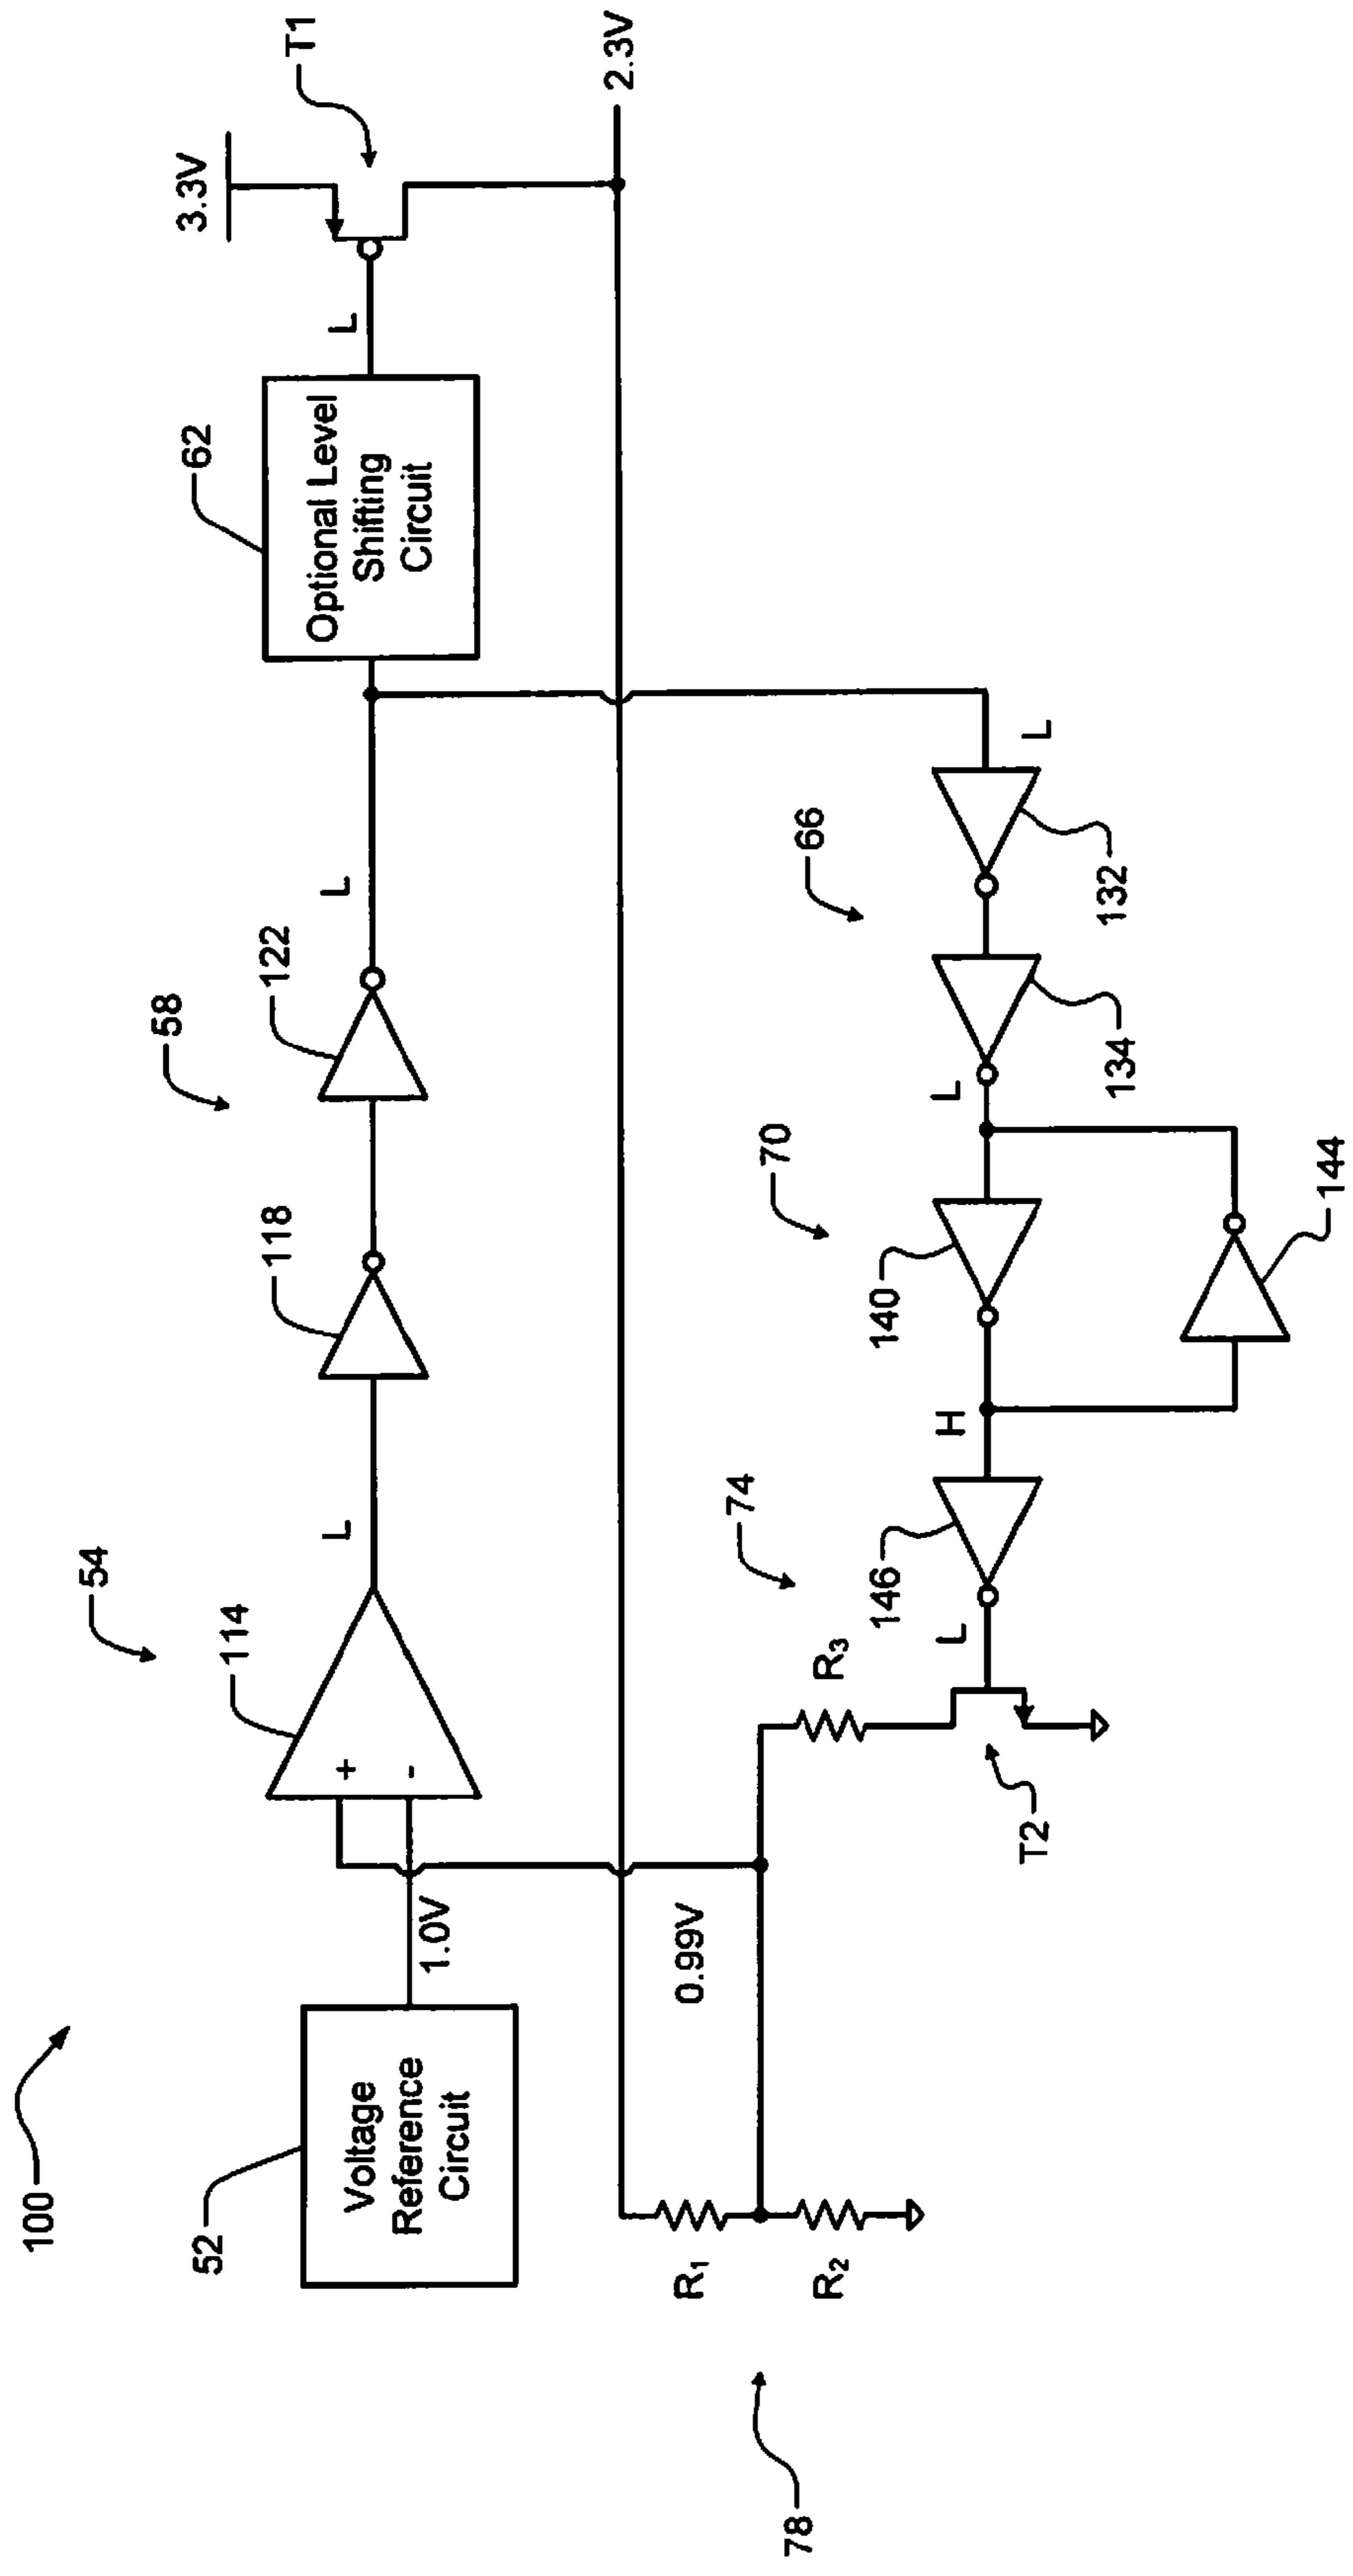 100
54
114
+
-
L
58
118
122
L
62
Optional Level
Shifting
Circuit
L
3.3V
T1
2.3V
52
Voltage
Reference
Circuit
1.0V
0.99V
R1
R2
78
R3
T2
74
146
L
H
70
140
144
L
66
134
132
L